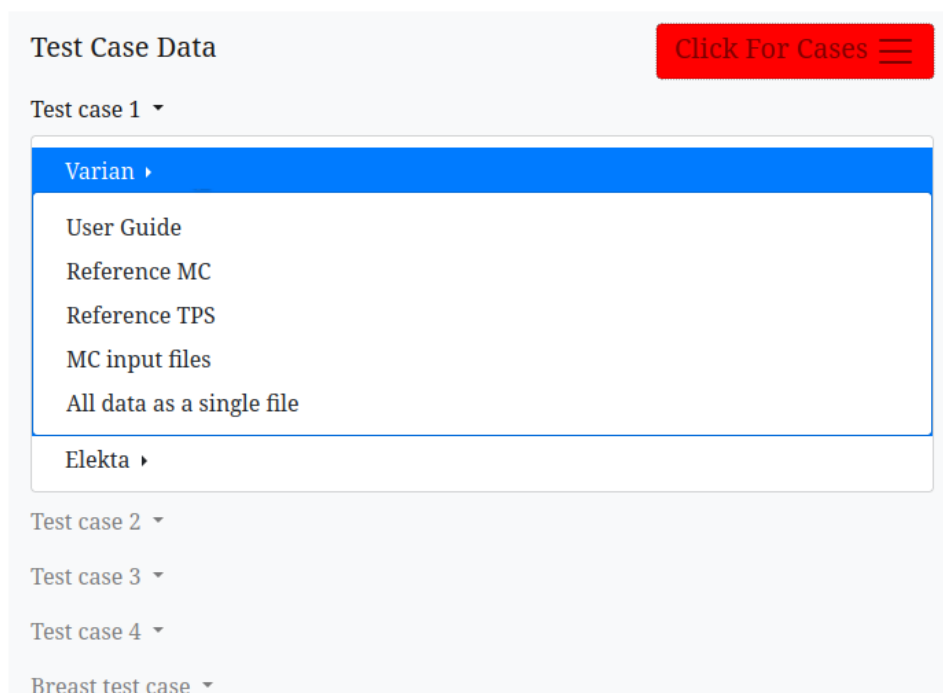 Test Case Data
Click For Cases
Test case 1
Varian
User Guide
Reference MC
Reference TPS
MC input files
All data as a single file
Elekta
Test case 2
Test case 3
Test case 4
Breast test case